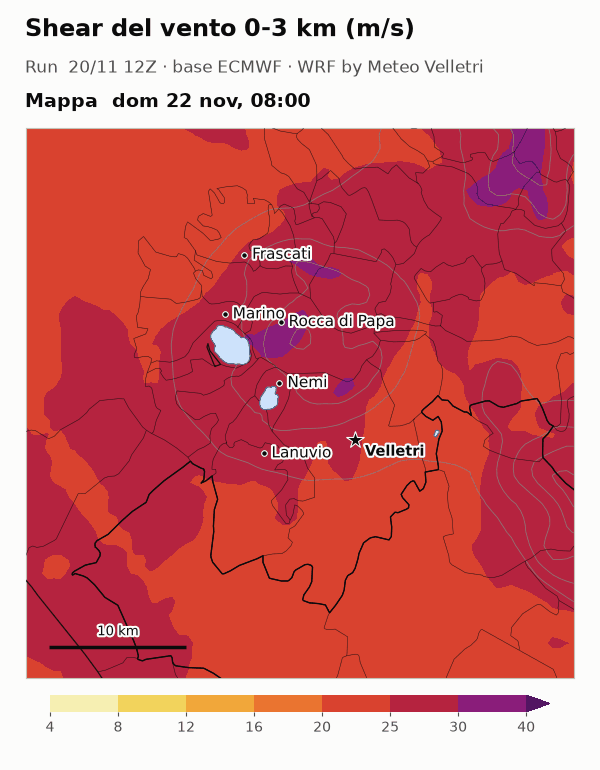 Shear del vento 0-3 km (m/s)
Run  20/11 12Z · base ECMWF · WRF by Meteo Velletri
Mappa  dom 22 nov, 08:00
Frascati
Marino
Rocca di Papa
Nemi
Velletri
Lanuvio
10 km
4 8 12 16 20 25 30 40